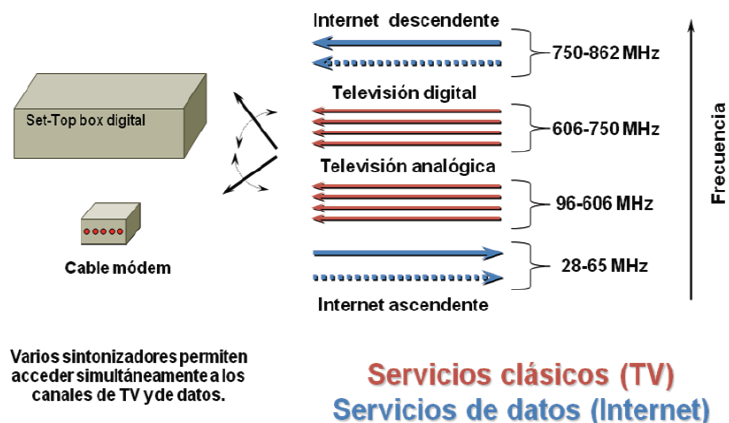 Internet descendente
750-862 MHz
Set-Top box digital
Televisión digital
606-750 MHz
Televisión analógica
96-606 MHz
Frecuencia
Cable módem
28-65 MHz
Internet ascendente
Varios sintonizadores permiten
acceder simultáneamente a los
canales de TV y de datos.
Servicios clásicos (TV)
Servicios de datos (Internet)